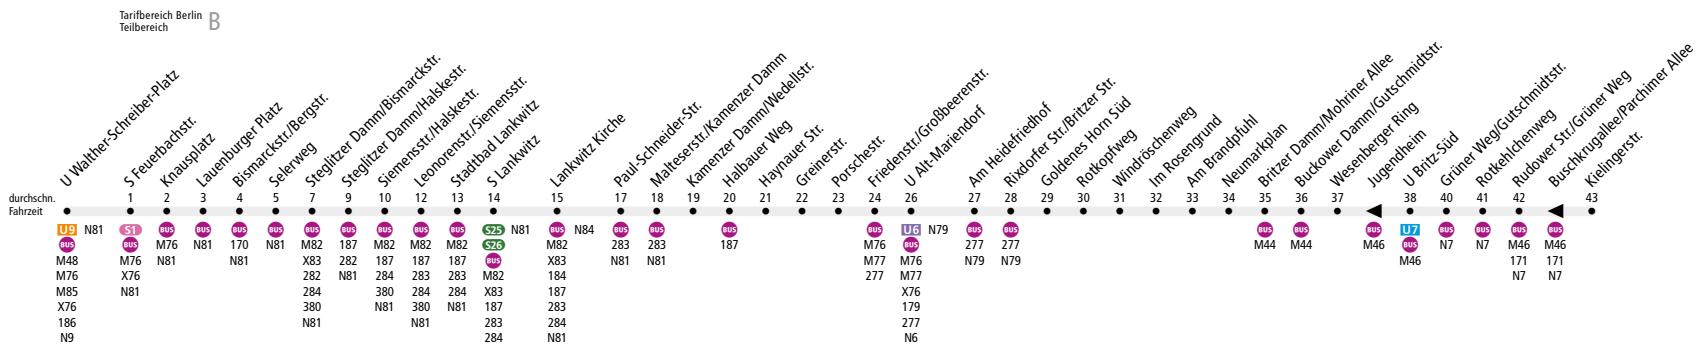 Tarifbereich Berlin
Teilbereich
B
U Walther-Schreiber-Platz
S Feuerbachstr.
Knausplatz
Lauenburger Platz
Bismarckstr./Bergstr.
Selerweg
Steglitzer Damm/Bismarckstr.
Steglitzer Damm/Halskestr.
Siemensstr./Halskestr.
Leonorenstr./Siemensstr.
Stadtbad Lankwitz
S Lankwitz
Lankwitz Kirche
Paul-Schneider-Str.
Malteserstr./Kamenzer Damm
Kamenzer Damm/Wedellstr.
Halbauer Weg
Haynauer Str.
Greinerstr.
Porschestr.
Friedenstr./Großbeerenstr.
U Alt-Mariendorf
Am Heidfriedhof
Rixdorfer Str./Britzer Str.
Goldenes Horn Süd
Rotkopfweg
Windröschenweg
Im Rosengrund
Am Brandpfuhl
Neumarkplan
Britzer Damm/Mohriner Allee
Buckower Damm/Gutschmidtstr.
Wesenberger Ring
Jugendheim
U Britz-Süd
Grüner Weg/Gutschmidtstr.
Rotkehlchenweg
Rudower Str./Grüner Weg
Buschkrugallee/Parchimer Allee
Kielingerstr.
durchschn. 1 2 3 4 5 7 9 10 12 13 14 15 17 18 19 20 21 22 23 24 26 27 28 29 30 31 32 33 34 35 36 37 38 40 41 42 43
Fahrzeit
U9 N81
BUS
M48
M76
M85
X76
186
N9
S1
BUS
M76
X76
N81
BUS
M76
N81
BUS
N81
BUS
170
N81
BUS
N81
BUS
M82
X83
282
284
380
N81
BUS
187
282
N81
BUS
M82
187
284
380
N81
BUS
M82
187
283
284
380
N81
BUS
M82
187
283
284
N81
S25 N81
S26
BUS
M82
X83
187
283
284
BUS N84
M82
X83
184
187
283
284
N81
BUS
283
N81
BUS
283
N81
BUS
187
BUS
M76
M77
277
U6 N79
BUS
M76
M77
X76
179
277
N6
BUS
277
N79
BUS
277
N79
BUS
M44
BUS
M44
BUS
M46
U7
BUS
M46
BUS
N7
BUS
N7
BUS
M46
171
N7
BUS
M46
171
N7